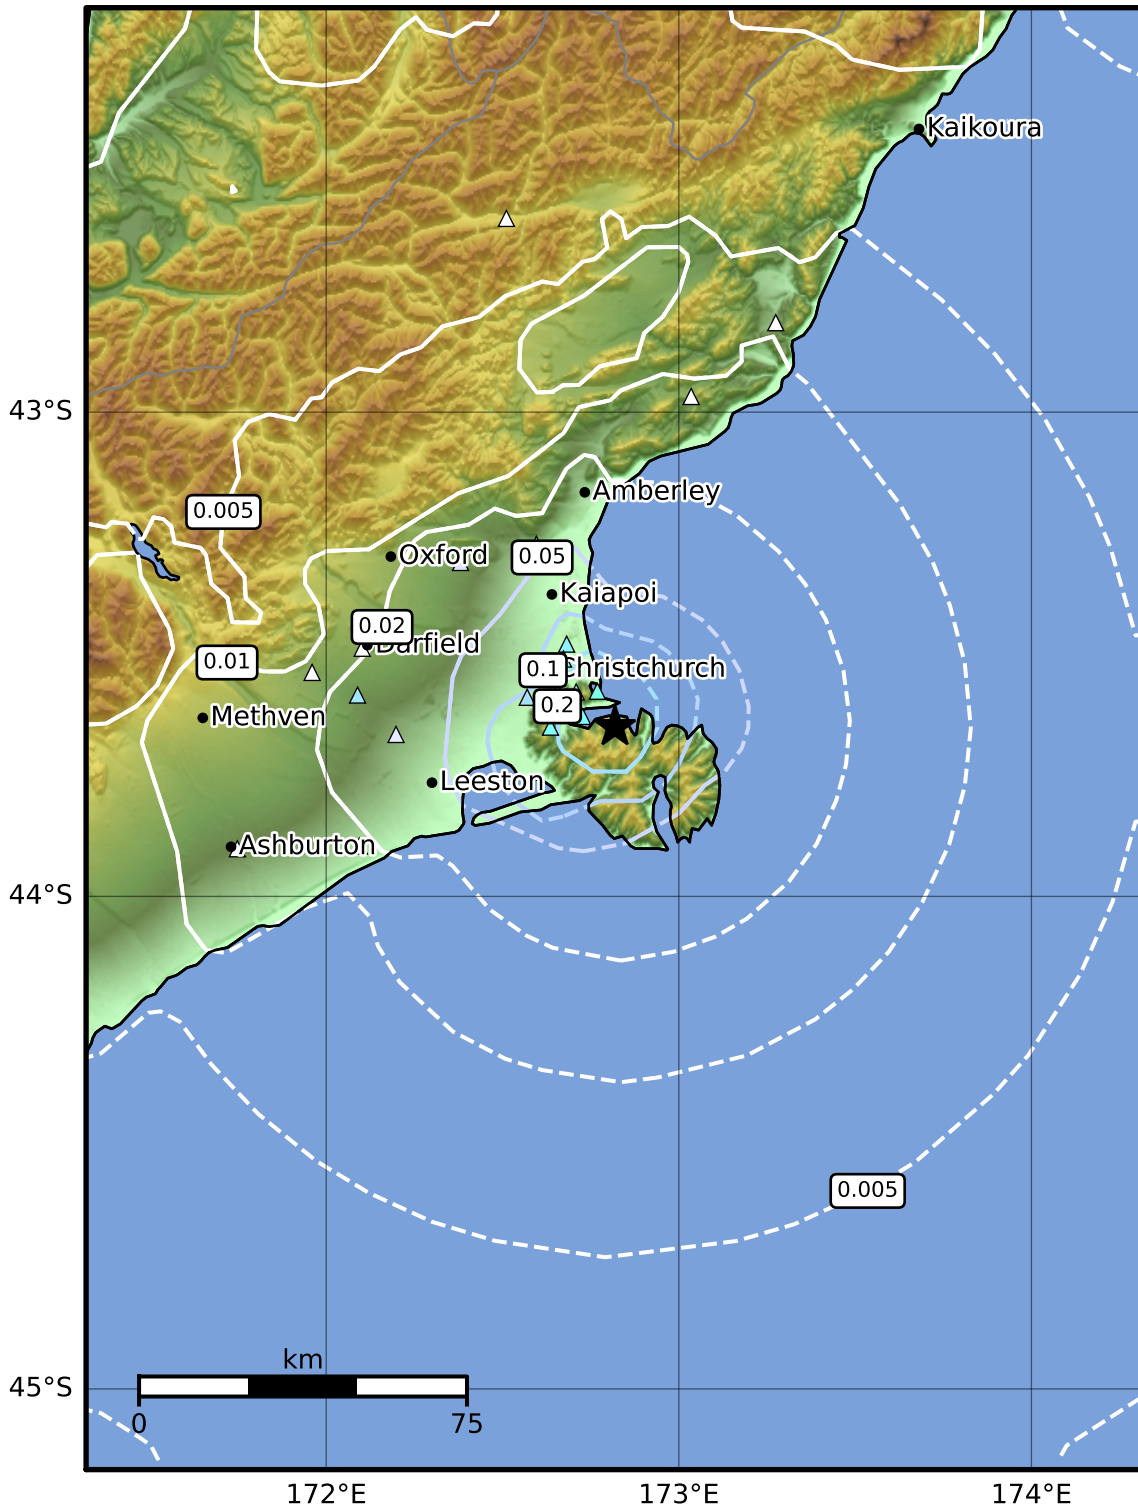 Kaikoura
43°S
Amberley
0.005
Oxford
0.05
Kaiapoi
0.02
Darfield
0.01
0.1
Christchurch
0.2
Methven
Leeston
Ashburton
44°S
0.005
km
45°S
0
75
172°E
173°E
174°E